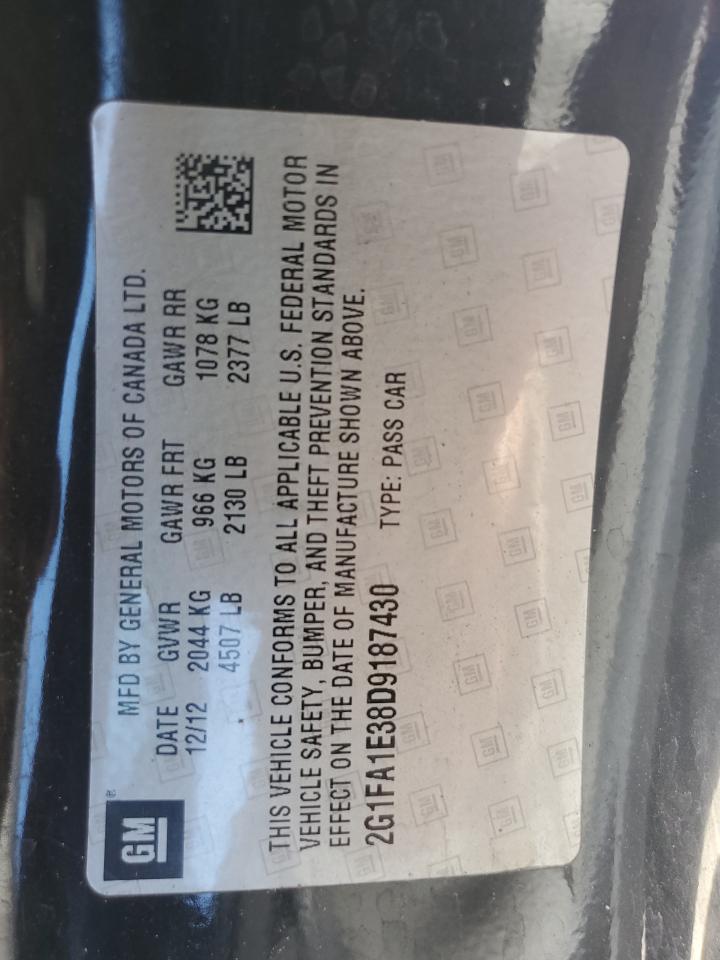 GM®
MFD BY GENERAL MOTORS OF CANADA LTD.
DATE GVWR GAWR FRT GAWR RR
12/12 2044 KG 966 KG 1078 KG
4507 LB 2130 LB 2377 LB
THIS VEHICLE CONFORMS TO ALL APPLICABLE U.S. FEDERAL MOTOR
VEHICLE SAFETY, BUMPER, AND THEFT PREVENTION STANDARDS IN
EFFECT ON THE DATE OF MANUFACTURE SHOWN ABOVE.
2G1FA1E38D9187430 TYPE: PASS CAR